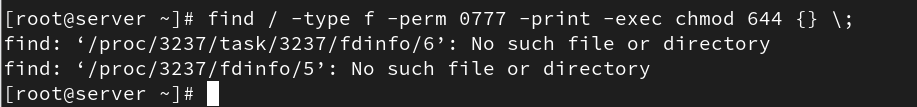 [root@server ~]# find / -type f -perm 0777 -print -exec chmod 644 {} \;
find: ‘/proc/3237/task/3237/fdinfo/6’: No such file or directory
find: ‘/proc/3237/fdinfo/5’: No such file or directory
[root@server ~]#